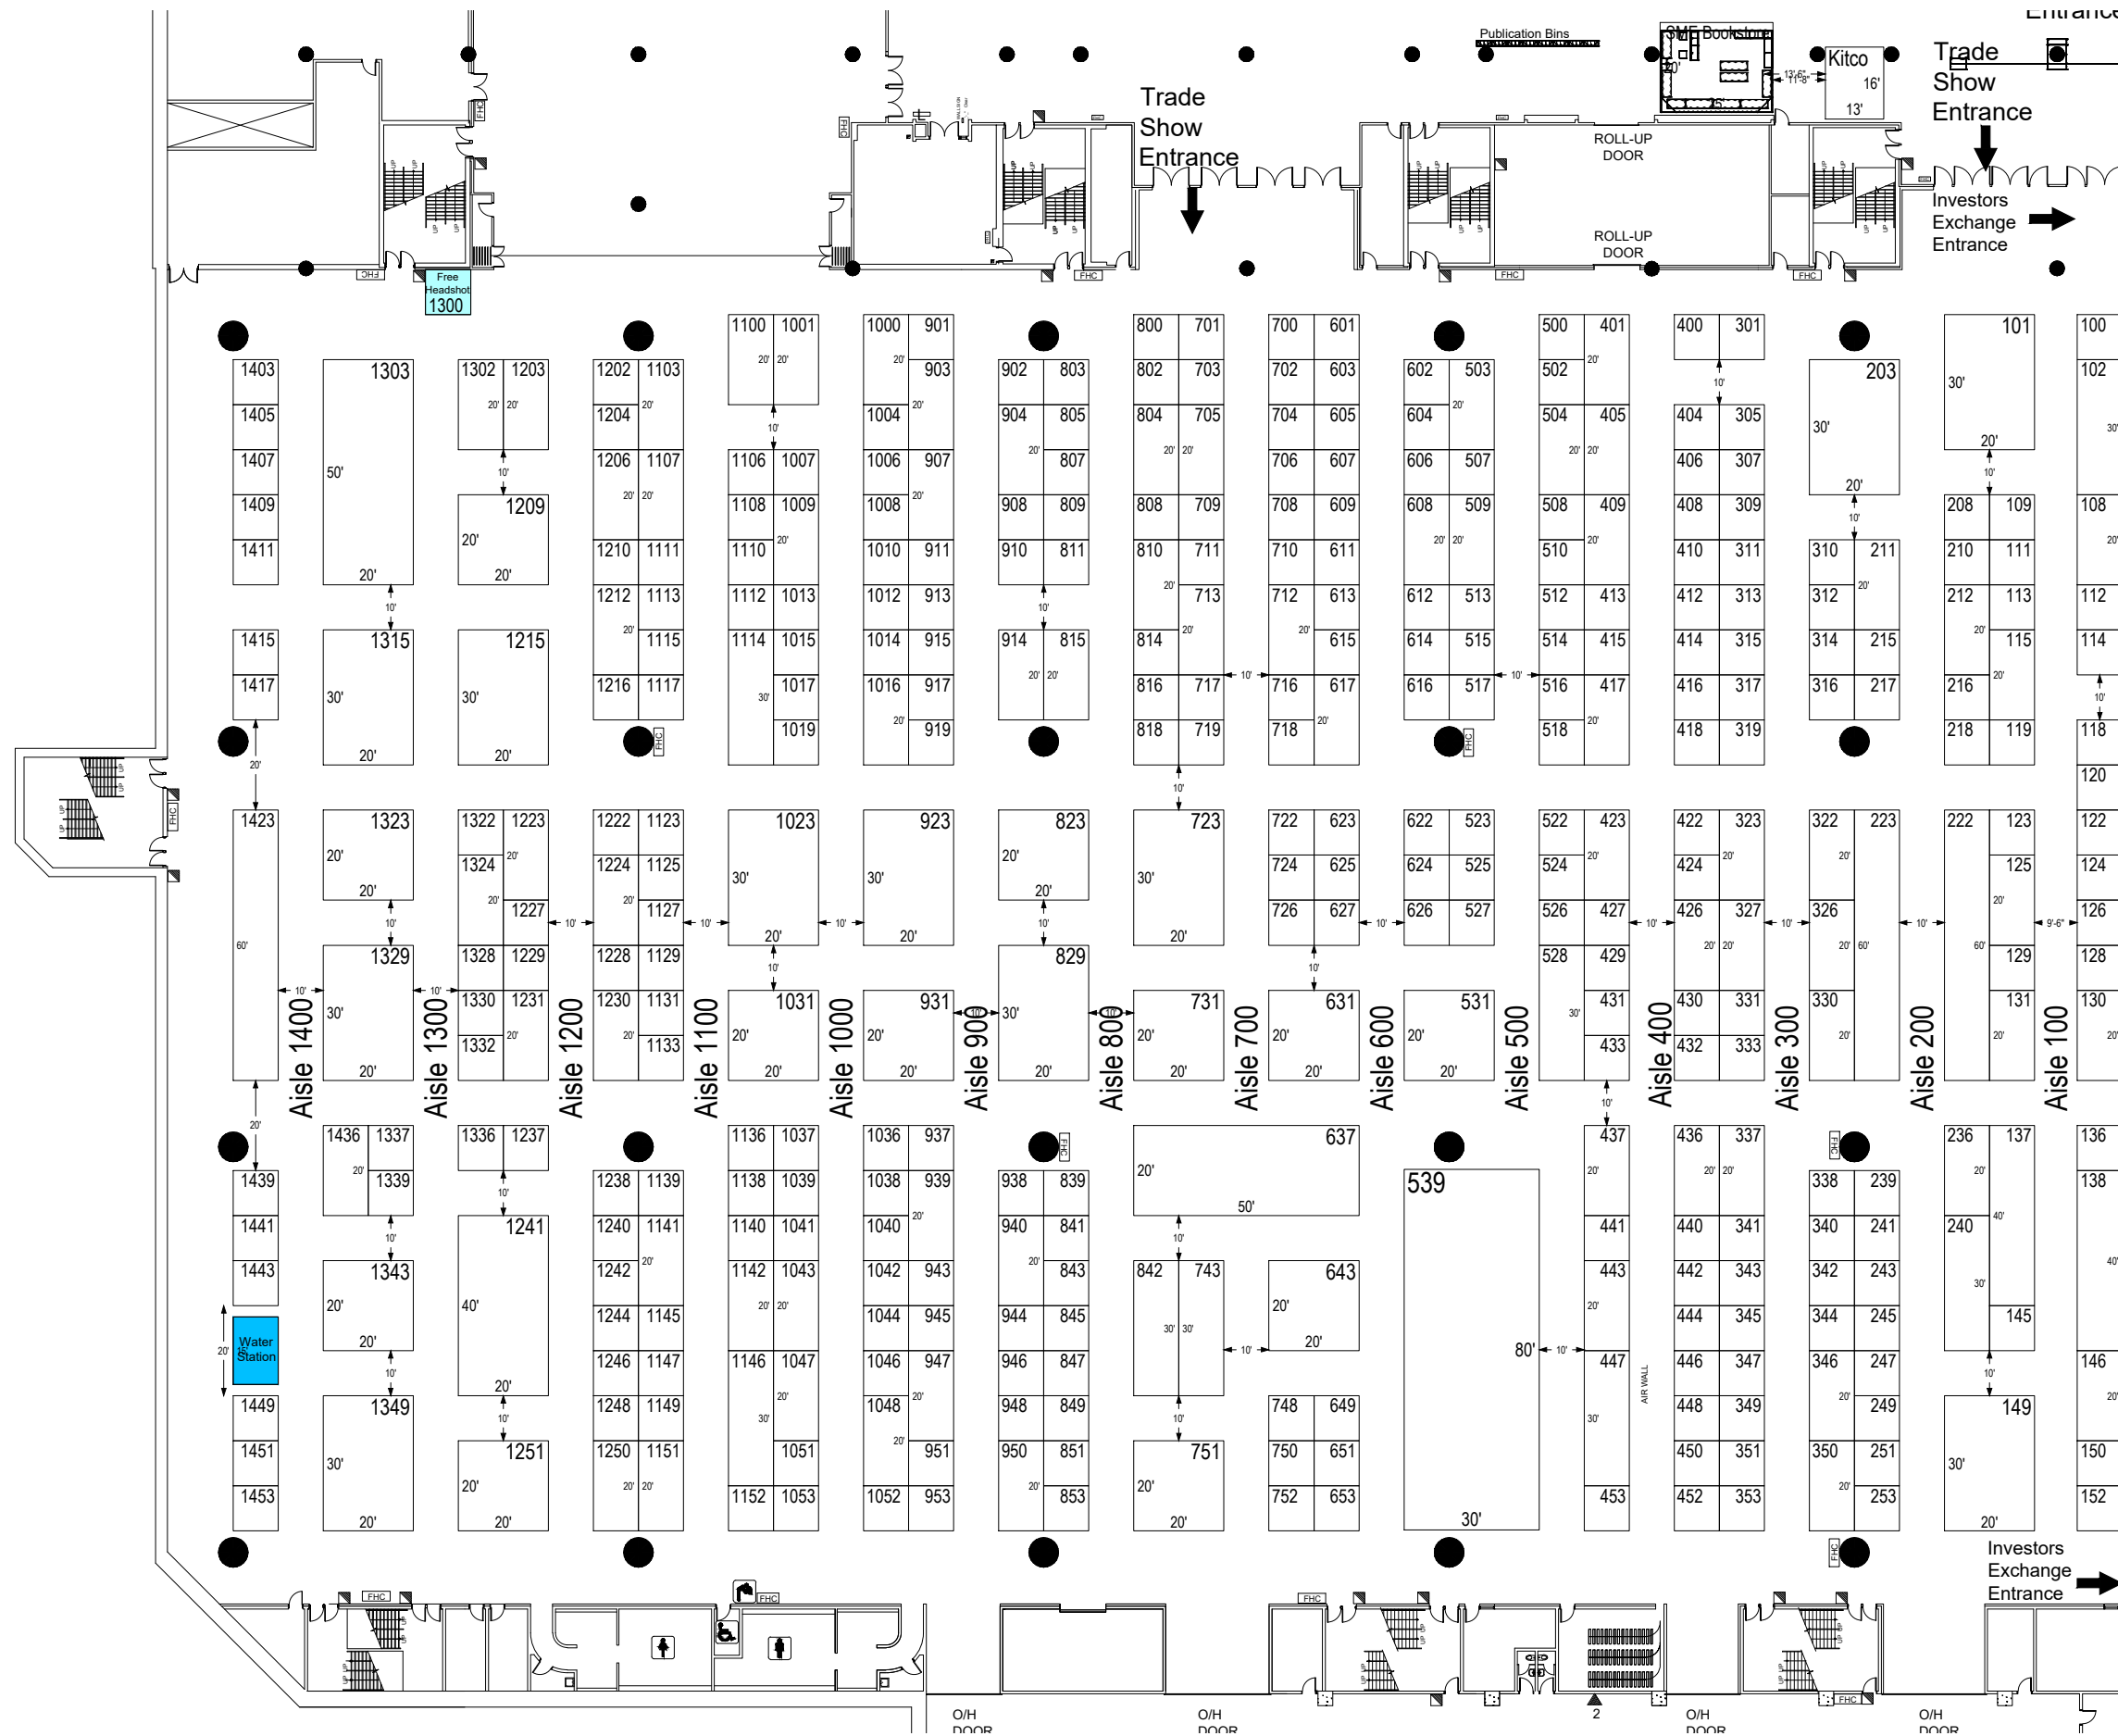 Entrance
Publication Bins
SME Bookstore
20'
13'-6"
11'-8"
Kitco
16'
13'
Trade
Show
Entrance
Trade
Show
Entrance
ROLL-UP
DOOR
ROLL-UP
DOOR
Investors
Exchange
Entrance
Free
Headshot
1300
1100 1001 1000 901 800 701 700 601 500 401 400 301 101 100
1403 1303 1302 1203 1202 1103 903 902 803 802 703 702 603 602 503 502 203 102
1405 1204 1004 904 805 804 705 704 605 604 504 405 404 305
1407 1206 1107 1106 1007 1006 907 807 706 607 606 507 406 307
1409 1209 1108 1009 1008 908 809 808 709 708 609 608 509 508 409 408 309 208 109 108
1411 1210 1111 1110 1010 911 910 811 810 711 710 611 510 410 311 310 211 210 111
1212 1113 1112 1013 1012 913 713 712 613 612 513 512 413 412 313 312 212 113 112
1415 1315 1215 1115 1114 1015 1014 915 914 815 814 615 614 515 514 415 414 315 314 215 115 114
1417 1216 1117 1017 1016 917 816 717 716 617 616 517 516 417 416 317 316 217 216
1019 919 818 719 718 518 418 319 218 119 118
120
1423 1323 1322 1223 1222 1123 1023 923 823 723 722 623 622 523 522 423 422 323 322 223 222 123 122
1324 1224 1125 724 625 624 525 524 424 125 124
1227 1127 726 627 626 527 526 427 426 327 326 126
1329 1328 1229 1228 1129 829 528 429 129 128
1330 1231 1230 1131 1031 931 731 631 531 431 430 331 330 131 130
1332 1133 433 432 333
Aisle 1400
Aisle 1300
Aisle 1200
Aisle 1100
Aisle 1000
Aisle 900
Aisle 800
Aisle 700
Aisle 600
Aisle 500
Aisle 400
Aisle 300
Aisle 200
Aisle 100
9'-6"
1436 1337 1336 1237 1136 1037 1036 937 637 437 436 337 236 137 136
1439 1339 1238 1139 1138 1039 1038 939 938 839 539 338 239 138
1441 1241 1240 1141 1140 1041 1040 940 841 441 440 341 340 241 240
1443 1343 1242 1142 1043 1042 943 843 842 743 643 443 442 343 342 243
1244 1145 1044 945 944 845 444 345 344 245 145
Water
Station
1246 1147 1146 1047 1046 947 946 847 447 446 347 346 247 146
1449 1349 1248 1149 1048 948 849 748 649 448 349 249 149
1451 1251 1250 1151 1051 951 950 851 751 750 651 450 351 350 251 150
1453 1152 1053 1052 953 853 752 653 453 452 353 253 152
80'
30'
50'
AIR WALL
Investors
Exchange
Entrance
FHC
O/H
DOOR
O/H
DOOR
2
O/H
DOOR
O/H
DOOR